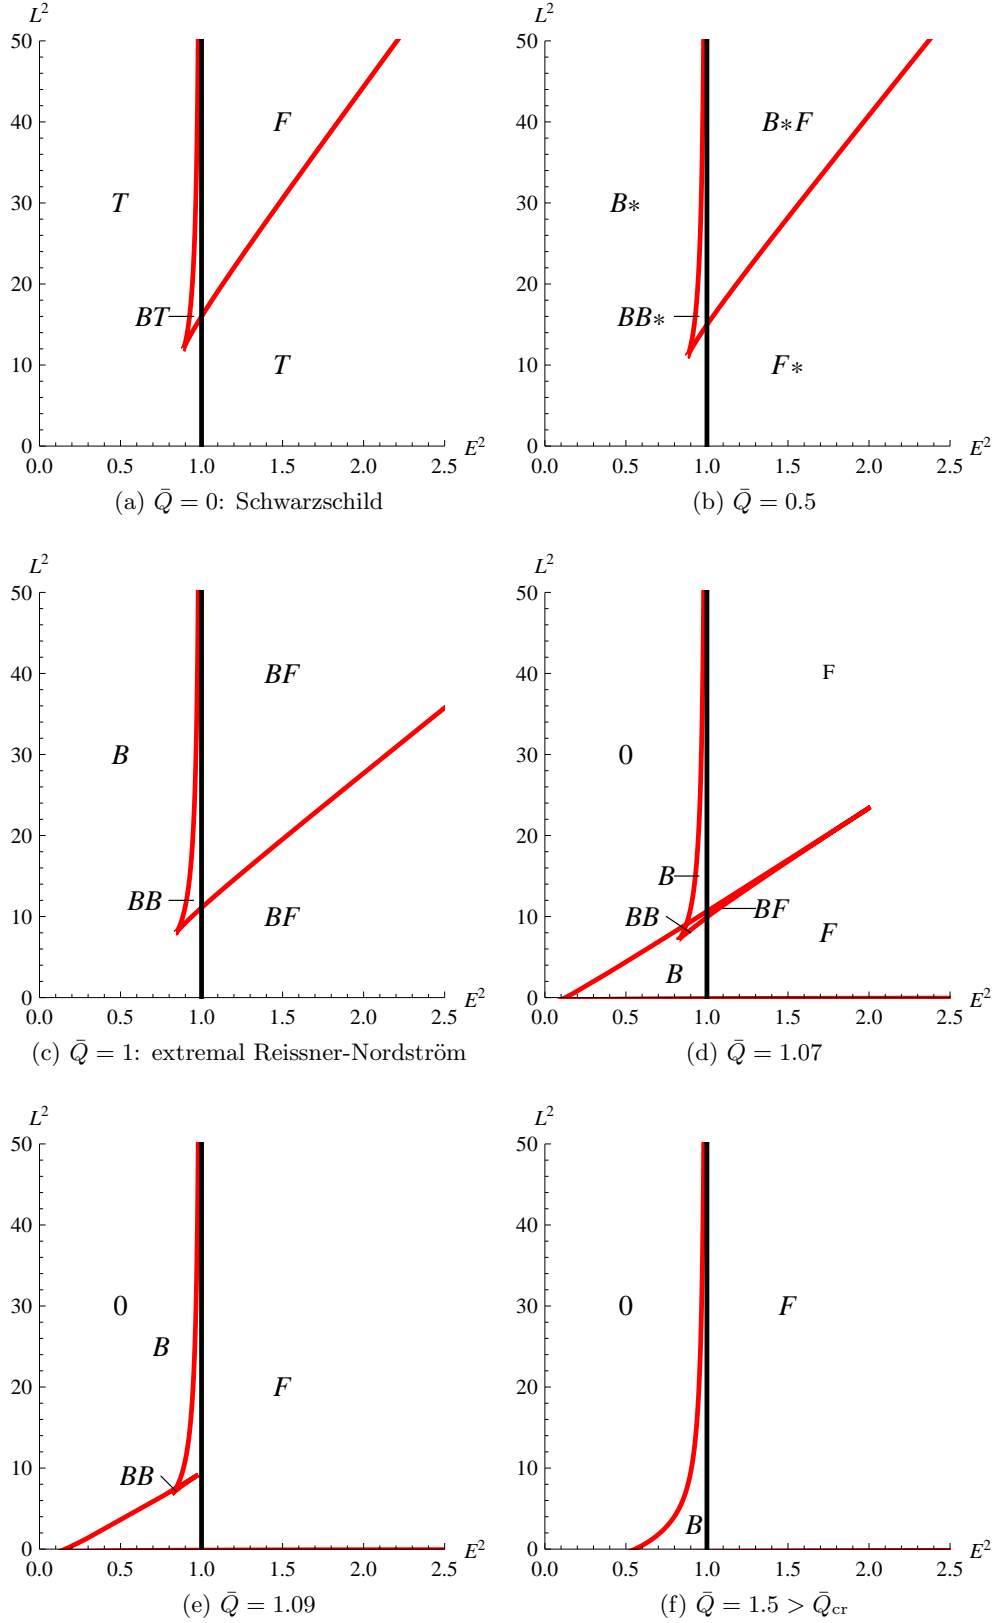 L²
50
40
30
20
10
0
F
T
BT
T
0.0 0.5 1.0 1.5 2.0 2.5
E²
(a) Q̄ = 0: Schwarzschild
L²
50
40
30
20
10
0
B∗F
B∗
BB∗
F∗
0.0 0.5 1.0 1.5 2.0 2.5
E²
(b) Q̄ = 0.5
L²
50
40
30
20
10
0
BF
B
BB
BF
0.0 0.5 1.0 1.5 2.0 2.5
E²
(c) Q̄ = 1: extremal Reissner-Nordström
L²
50
40
30
20
10
0
F
0
B
BB
BF
F
B
0.0 0.5 1.0 1.5 2.0 2.5
E²
(d) Q̄ = 1.07
L²
50
40
30
20
10
0
0
B
F
BB
0.0 0.5 1.0 1.5 2.0 2.5
E²
(e) Q̄ = 1.09
L²
50
40
30
20
10
0
0
F
B
0.0 0.5 1.0 1.5 2.0 2.5
E²
(f) Q̄ = 1.5 > Q̄cr